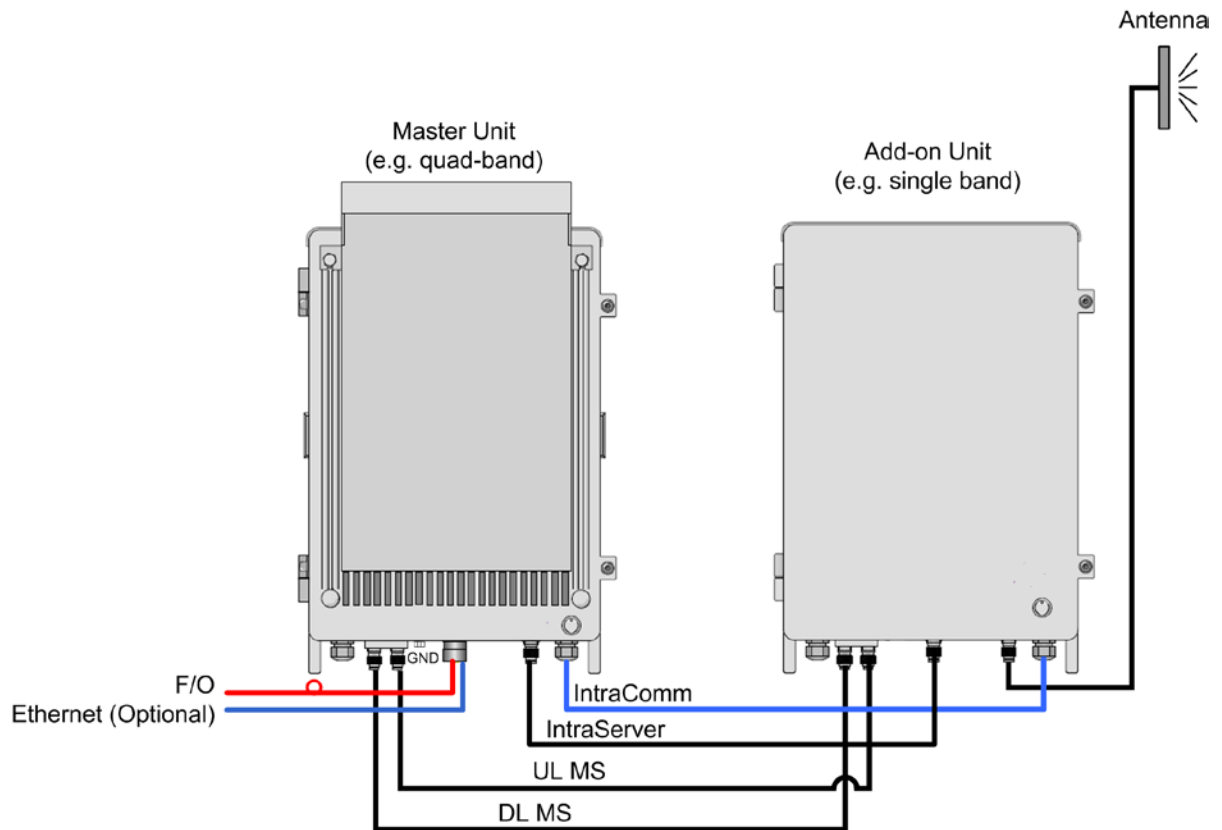 Antenna
Master Unit
(e.g. quad-band)
Add-on Unit
(e.g. single band)
GND
F/O
Ethernet (Optional)
IntraComm
IntraServer
UL MS
DL MS